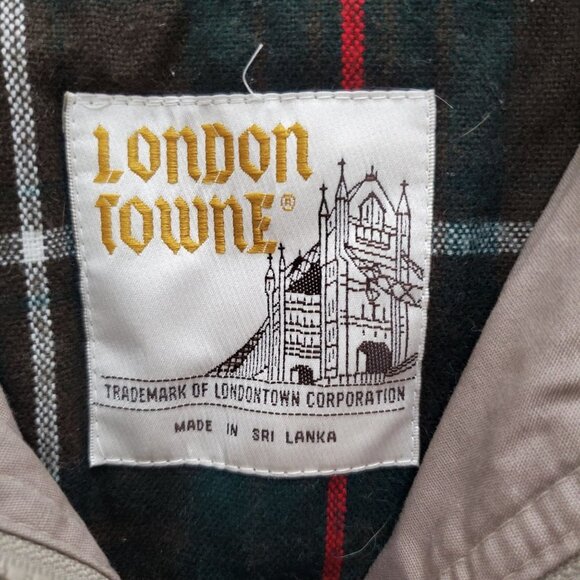 LONDON
TOWNE®
TRADEMARK OF LONDONTOWN CORPORATION
MADE IN SRI LANKA